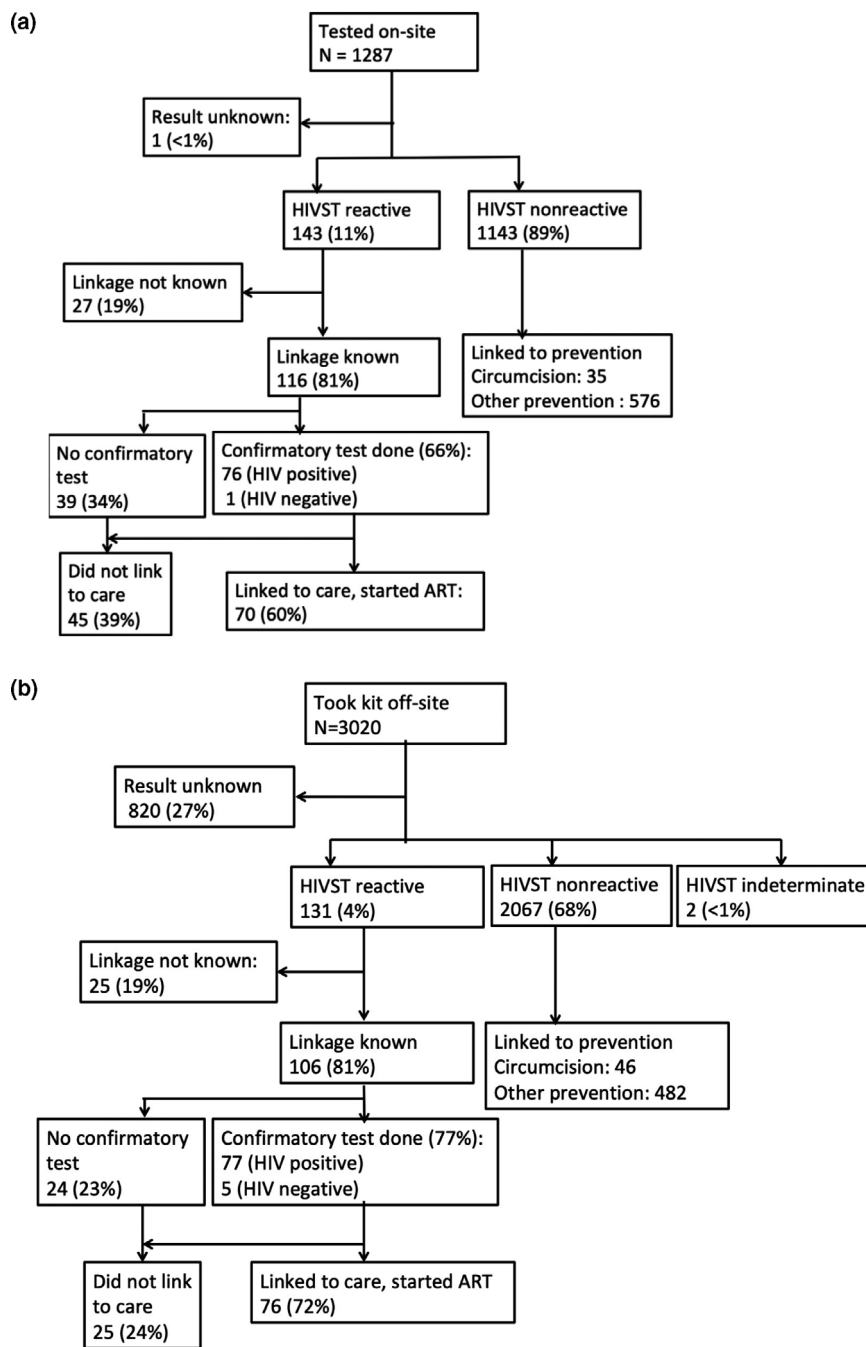 (a)
Tested on-site
N = 1287
Result unknown:
1 (<1%)
HIVST reactive
143 (11%)
HIVST nonreactive
1143 (89%)
Linkage not known
27 (19%)
Linkage known
116 (81%)
Linked to prevention
Circumcision: 35
Other prevention : 576
No confirmatory
test
39 (34%)
Confirmatory test done (66%):
76 (HIV positive)
1 (HIV negative)
Did not link
to care
45 (39%)
Linked to care, started ART:
70 (60%)
(b)
Took kit off-site
N=3020
Result unknown
820 (27%)
HIVST reactive
131 (4%)
HIVST nonreactive
2067 (68%)
HIVST indeterminate
2 (<1%)
Linkage not known:
25 (19%)
Linkage known
106 (81%)
Linked to prevention
Circumcision: 46
Other prevention: 482
No confirmatory
test
24 (23%)
Confirmatory test done (77%):
77 (HIV positive)
5 (HIV negative)
Did not link
to care
25 (24%)
Linked to care, started ART
76 (72%)